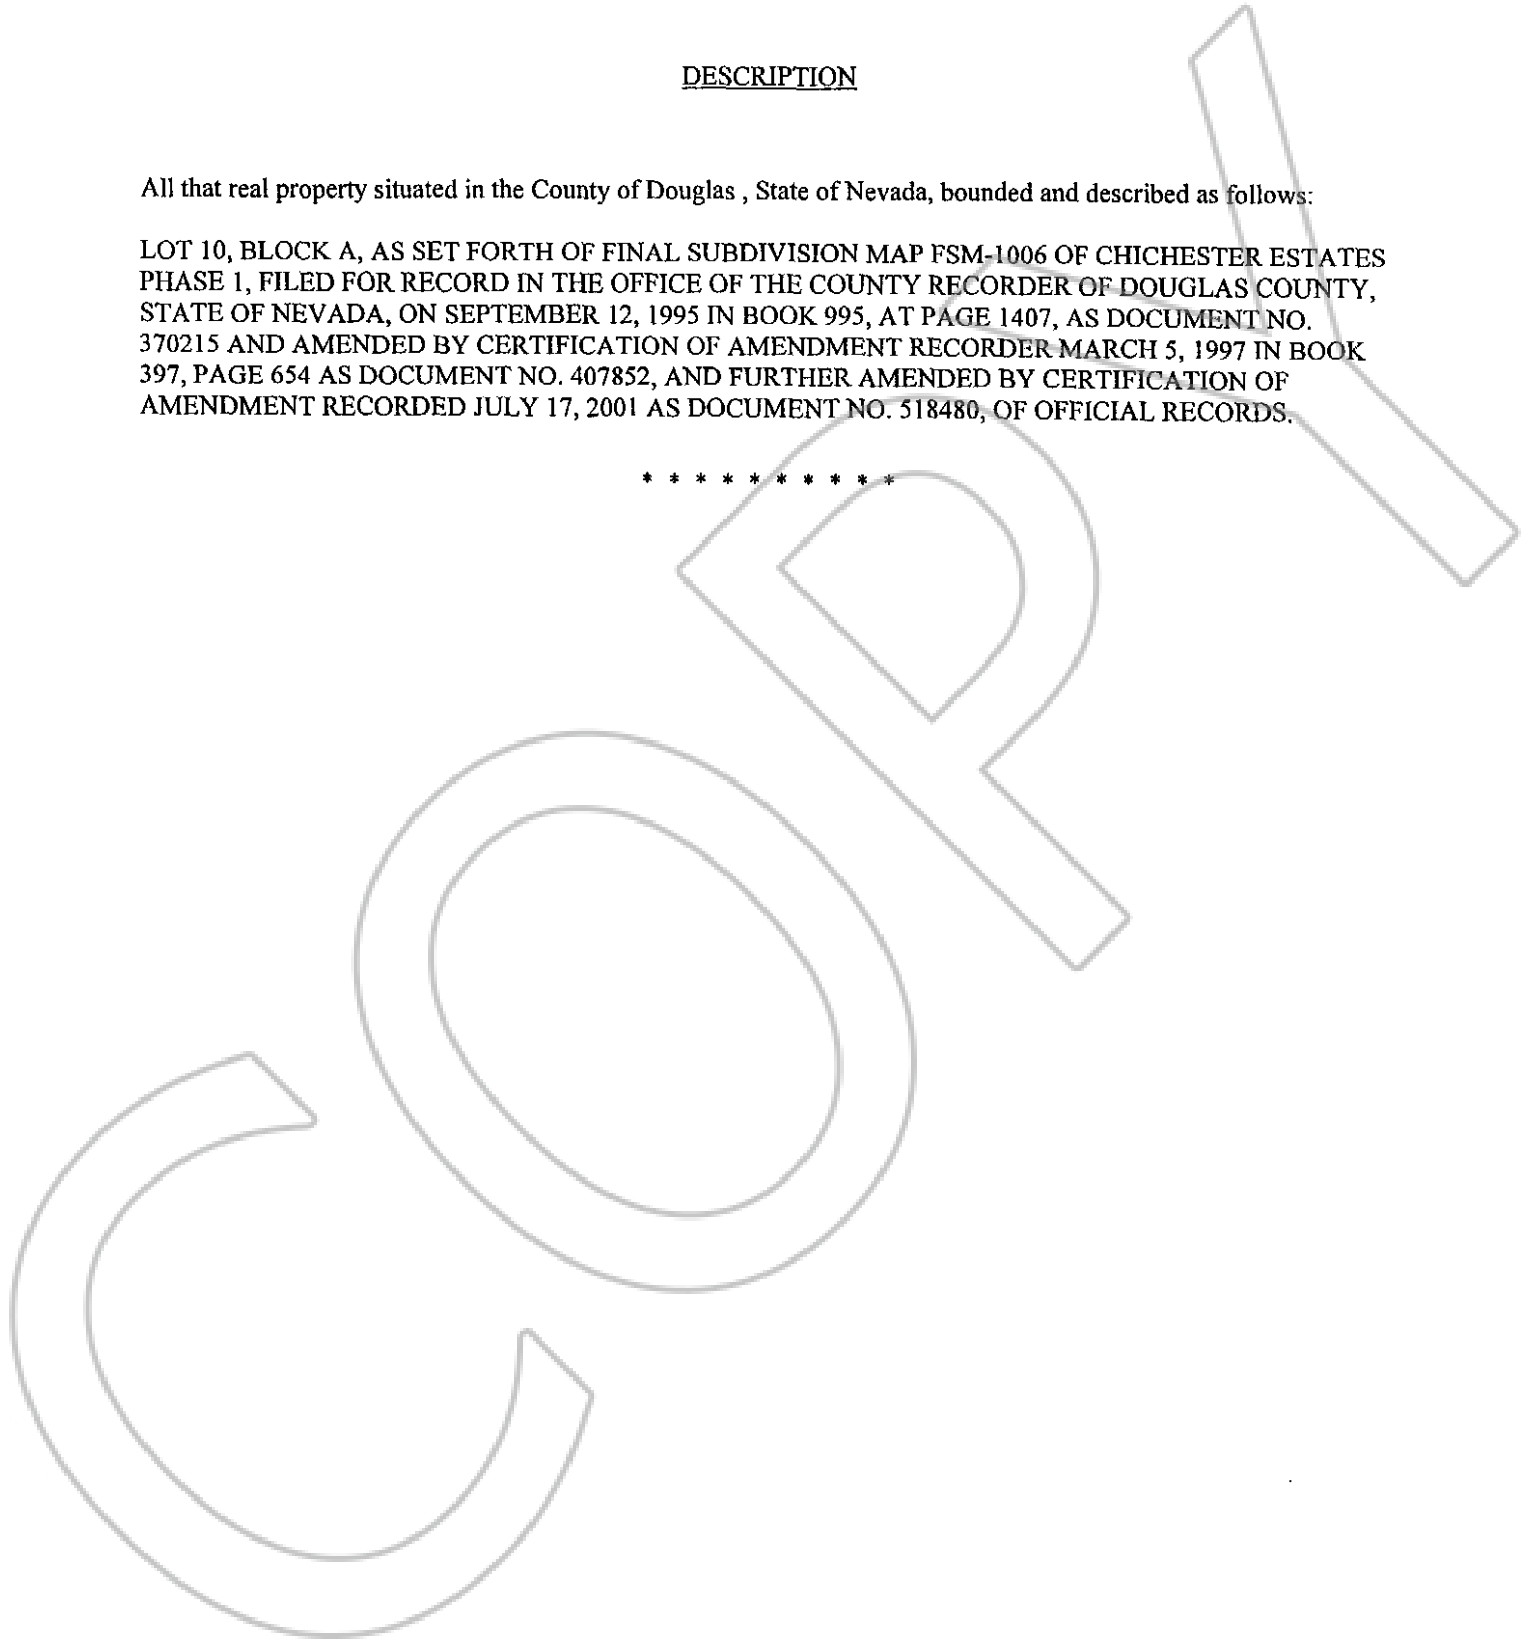 DESCRIPTION
All that real property situated in the County of Douglas , State of Nevada, bounded and described as follows:
LOT 10, BLOCK A, AS SET FORTH OF FINAL SUBDIVISION MAP FSM-1006 OF CHICHESTER ESTATES
PHASE 1, FILED FOR RECORD IN THE OFFICE OF THE COUNTY RECORDER OF DOUGLAS COUNTY,
STATE OF NEVADA, ON SEPTEMBER 12, 1995 IN BOOK 995, AT PAGE 1407, AS DOCUMENT NO.
370215 AND AMENDED BY CERTIFICATION OF AMENDMENT RECORDER MARCH 5, 1997 IN BOOK
397, PAGE 654 AS DOCUMENT NO. 407852, AND FURTHER AMENDED BY CERTIFICATION OF
AMENDMENT RECORDED JULY 17, 2001 AS DOCUMENT NO. 518480, OF OFFICIAL RECORDS.
* * * * * * * * * *
COPY